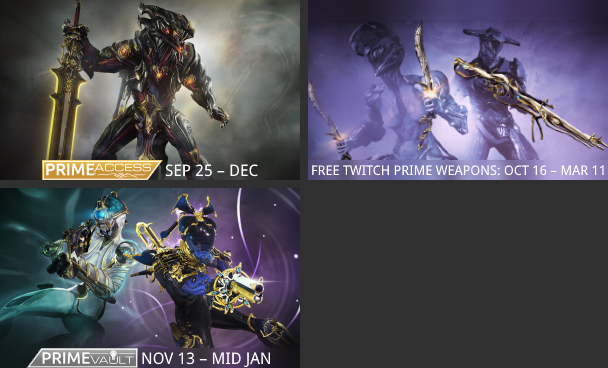 PRIMEACCESS SEP 25 – DEC
FREE TWITCH PRIME WEAPONS: OCT 16 – MAR 11
PRIMEVAULT NOV 13 – MID JAN